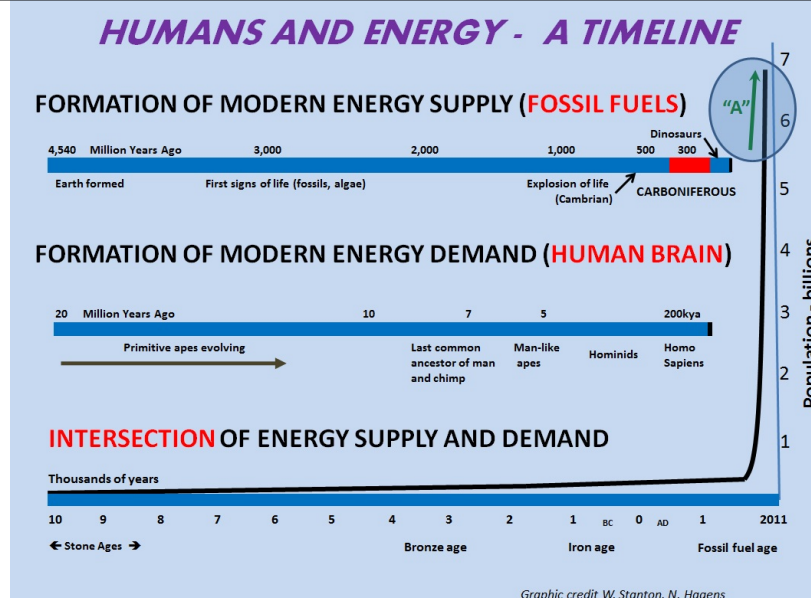 HUMANS AND ENERGY - A TIMELINE
7
FORMATION OF MODERN ENERGY SUPPLY (FOSSIL FUELS)
"A"
6
Dinosaurs
4,540 Million Years Ago 3,000 2,000 1,000 500 300
Earth formed First signs of life (fossils, algae) Explosion of life
(Cambrian)
CARBONIFEROUS
5
FORMATION OF MODERN ENERGY DEMAND (HUMAN BRAIN)
4
Population - billions
3
20 Million Years Ago 10 7 5 200kya
Primitive apes evolving
Last common
ancestor of man
and chimp
Man-like
apes
Hominids
Homo
Sapiens
2
INTERSECTION OF ENERGY SUPPLY AND DEMAND
1
Thousands of years
10 9 8 7 6 5 4 3 2 1 BC 0 AD 1 2011
← Stone Ages → Bronze age Iron age Fossil fuel age
Graphic credit W. Stanton, N. Hagens